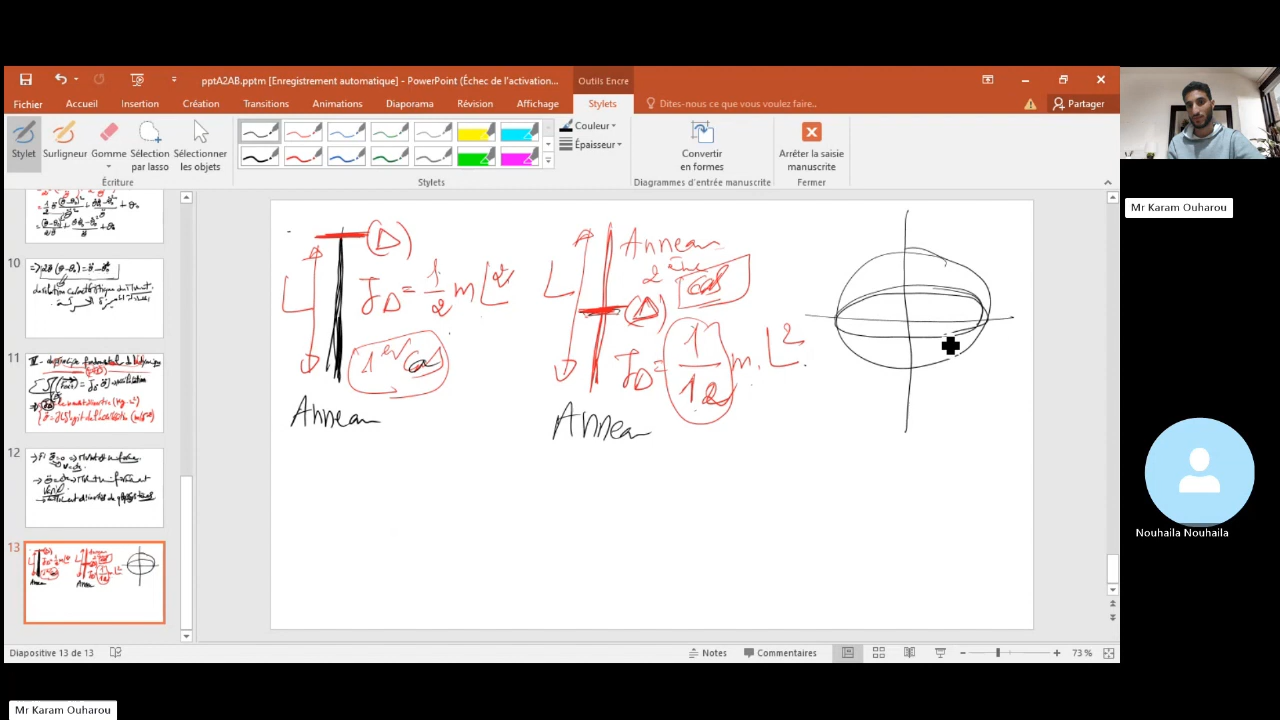 pptA2AB.pptm [Enregistrement automatique] - PowerPoint (Échec de l'activation...
Outils Encre
Fichier Accueil Insertion Création Transitions Animations Diaporama Révision Affichage Stylets Dites-nous ce que vous voulez faire... Partager
Stylet
Surligneur
Gomme
Sélection par lasso
Sélectionner les objets
Écriture
Stylets
Couleur
Épaisseur
Convertir en formes
Diagrammes d'entrée manuscrite
Arrêter la saisie manuscrite
Fermer
10
11
12
13
L
(Δ)
J_Δ = 1/2 m L²
1er cas
Anneau
L
Anneau
2ème cas
(Δ)
J_Δ = 1/12 m. L²
Anneau
Diapositive 13 de 13
Notes
Commentaires
73 %
Mr Karam Ouharou
Nouhaila Nouhaila
Mr Karam Ouharou